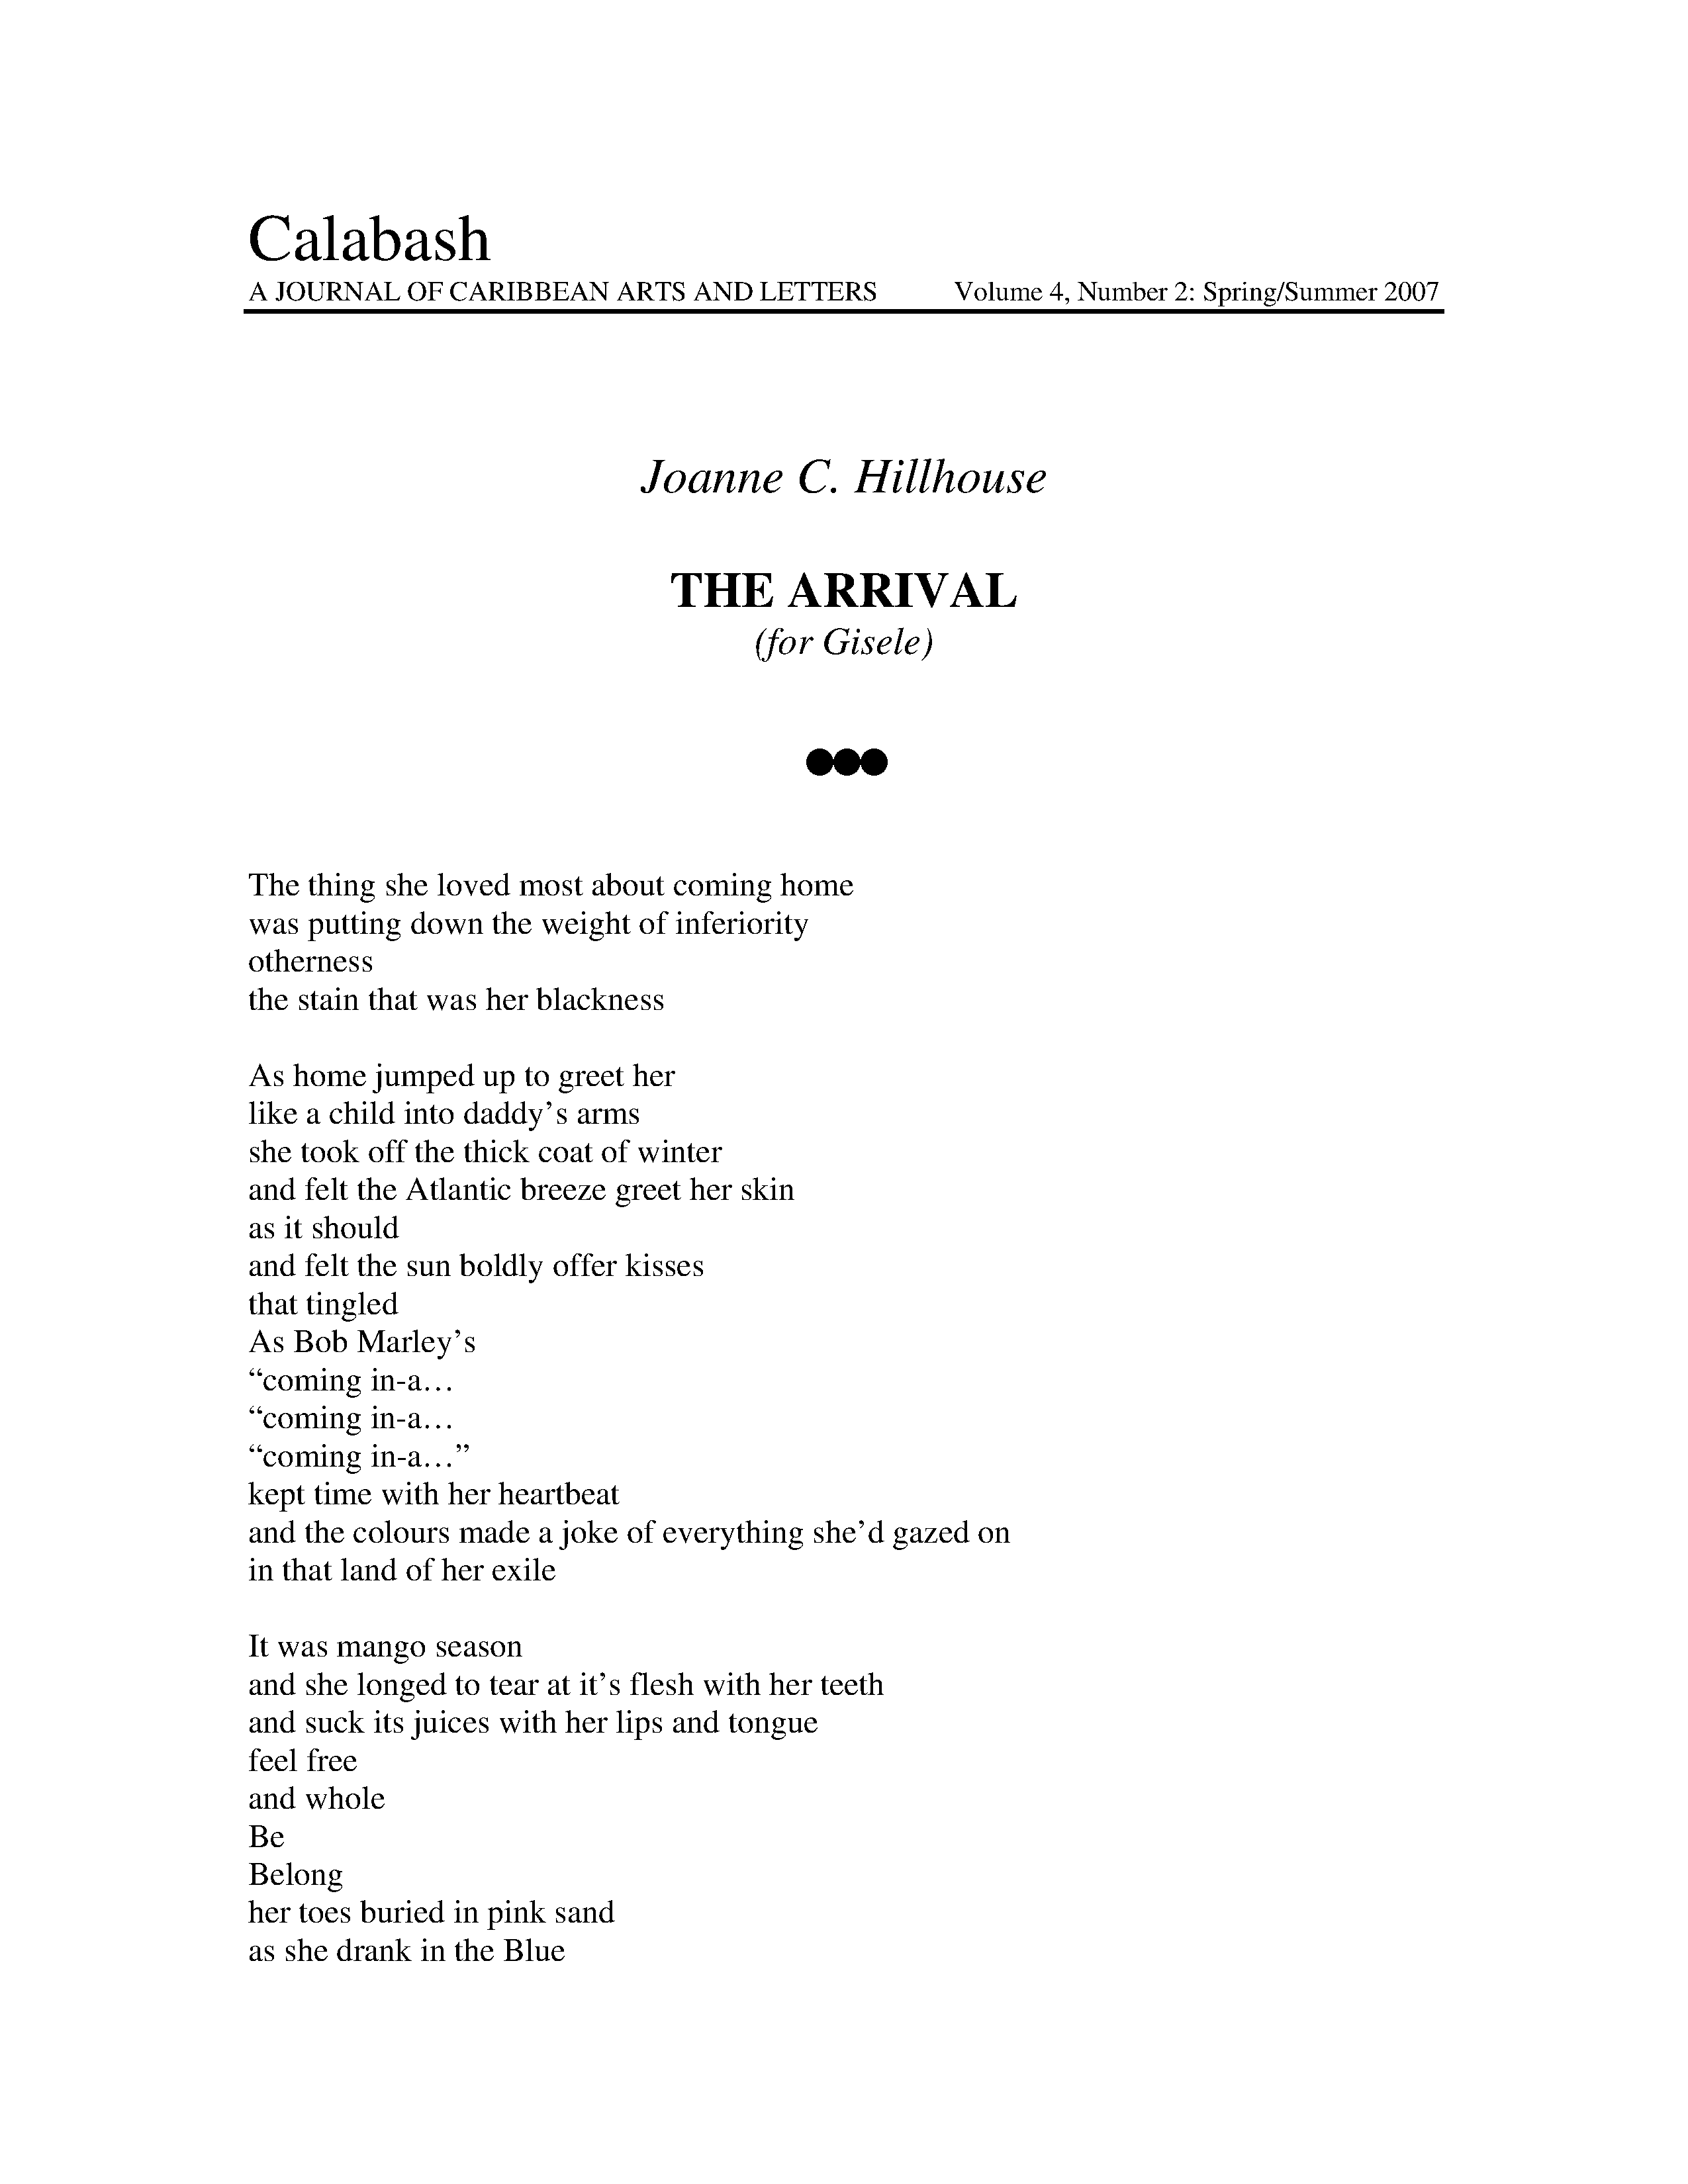 Calabash
A JOURNAL OF CARIBBEAN ARTS AND LETTERS Volume 4, Number 2: Spring/Summer 2007
Joanne C. Hillhouse
THE ARRIVAL
(for Gisele)
The thing she loved most about coming home
was putting down the weight of inferiority
otherness
the stain that was her blackness
As home jumped up to greet her
like a child into daddy’s arms
she took off the thick coat of winter
and felt the Atlantic breeze greet her skin
as it should
and felt the sun boldly offer kisses
that tingled
As Bob Marley’s
“coming in-a…
“coming in-a…
“coming in-a…”
kept time with her heartbeat
and the colours made a joke of everything she’d gazed on
in that land of her exile
It was mango season
and she longed to tear at it’s flesh with her teeth
and suck its juices with her lips and tongue
feel free
and whole
Be
Belong
her toes buried in pink sand
as she drank in the Blue